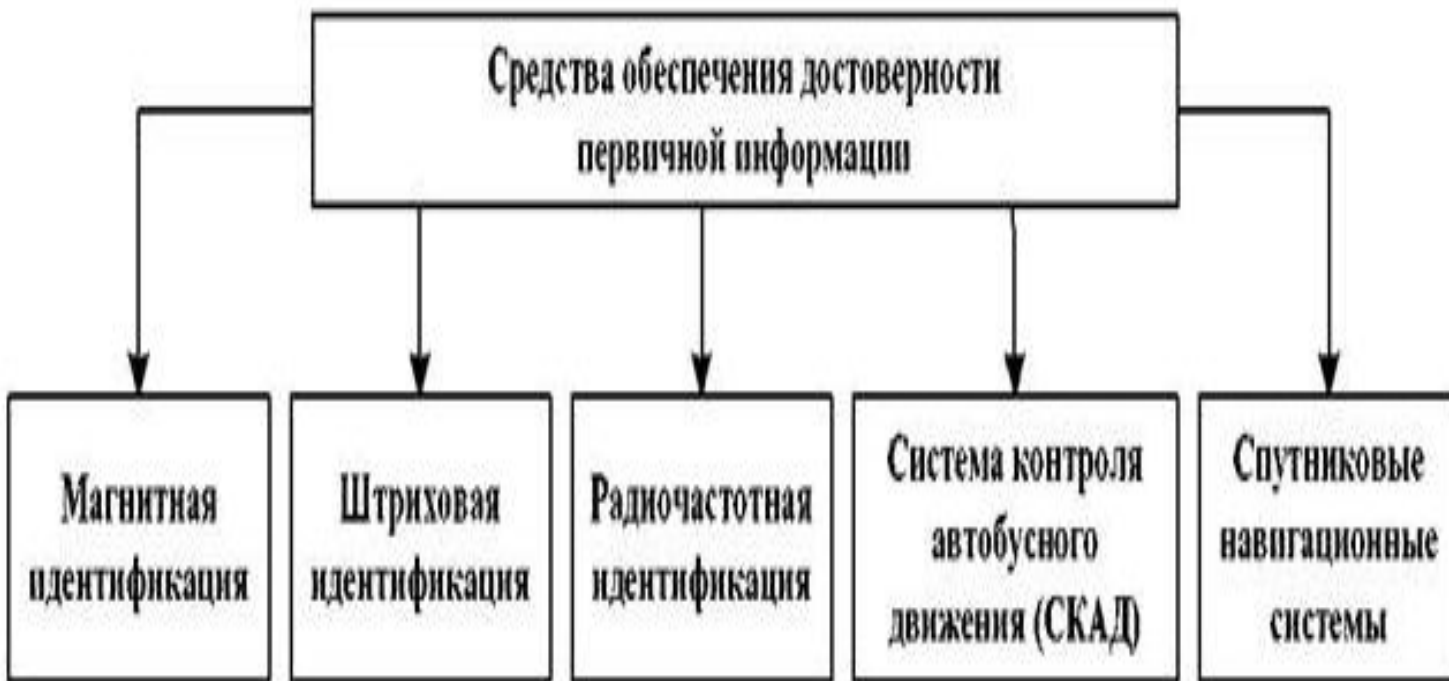 Средства обеспечения достоверности
первичной информации
Магнитная
идентификация
Штриховая
идентификация
Радиочастотная
идентификация
Система контроля
автобусного
движения (СКАД)
Спутниковые
навигационные
системы